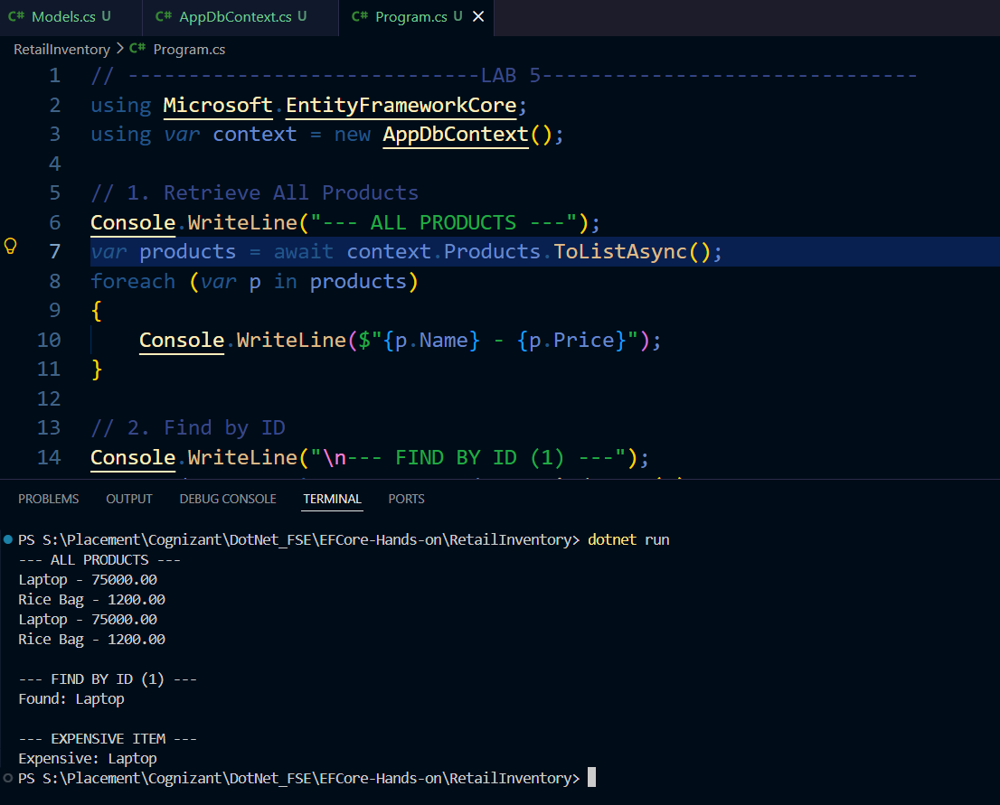 C# Models.cs U C# AppDbContext.cs U C# Program.cs U
RetailInventory > C# Program.cs
1 // -----------------------------LAB 5-------------------------------
2 using Microsoft.EntityFrameworkCore;
3 using var context = new AppDbContext();
4
5 // 1. Retrieve All Products
6 Console.WriteLine("--- ALL PRODUCTS ---");
7 var products = await context.Products.ToListAsync();
8 foreach (var p in products)
9 {
10 Console.WriteLine($"{p.Name} - {p.Price}");
11 }
12
13 // 2. Find by ID
14 Console.WriteLine("\n--- FIND BY ID (1) ---");
PROBLEMS OUTPUT DEBUG CONSOLE TERMINAL PORTS
PS S:\Placement\Cognizant\DotNet_FSE\EFCore-Hands-on\RetailInventory> dotnet run
--- ALL PRODUCTS ---
Laptop - 75000.00
Rice Bag - 1200.00
Laptop - 75000.00
Rice Bag - 1200.00
--- FIND BY ID (1) ---
Found: Laptop
--- EXPENSIVE ITEM ---
Expensive: Laptop
PS S:\Placement\Cognizant\DotNet_FSE\EFCore-Hands-on\RetailInventory>